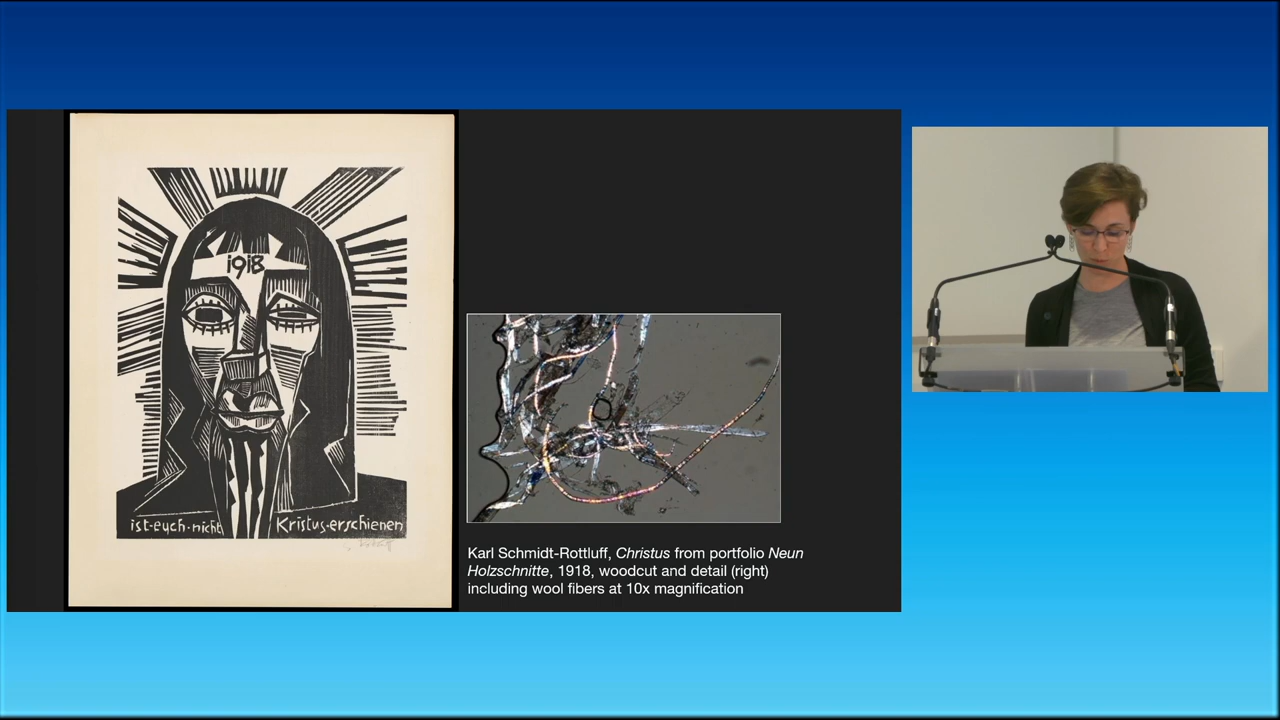 1918
ist·euch·nicht
Kristus·erschienen
Karl Schmidt-Rottluff, Christus from portfolio Neun
Holzschnitte, 1918, woodcut and detail (right)
including wool fibers at 10x magnification